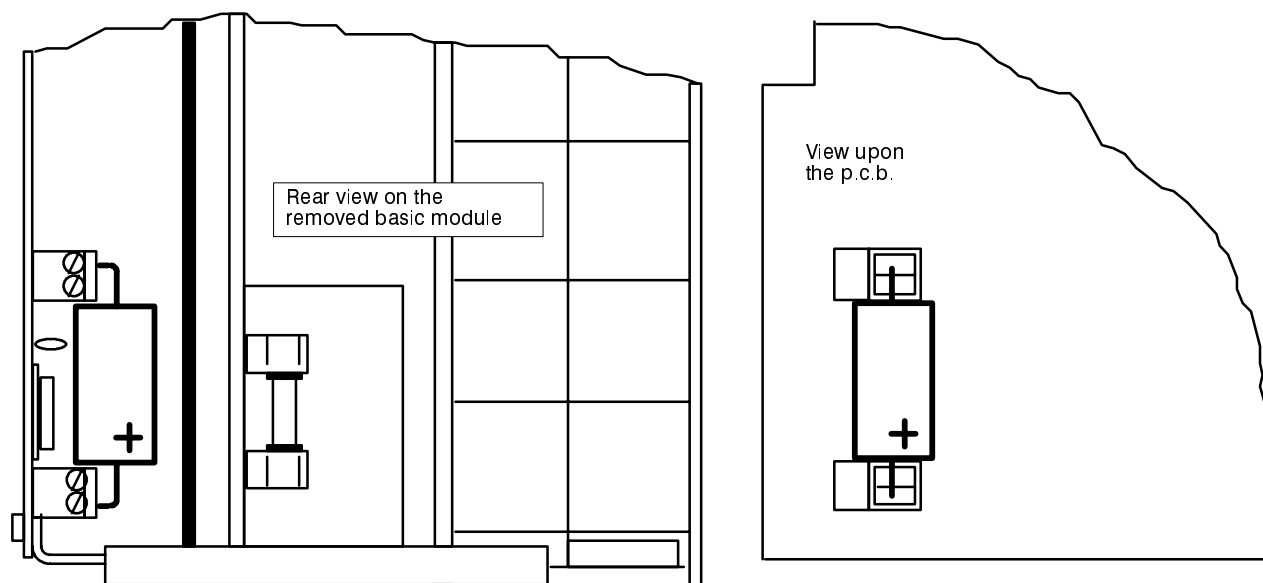 Rear view on the
removed basic module
View upon
the p.c.b.
+
+